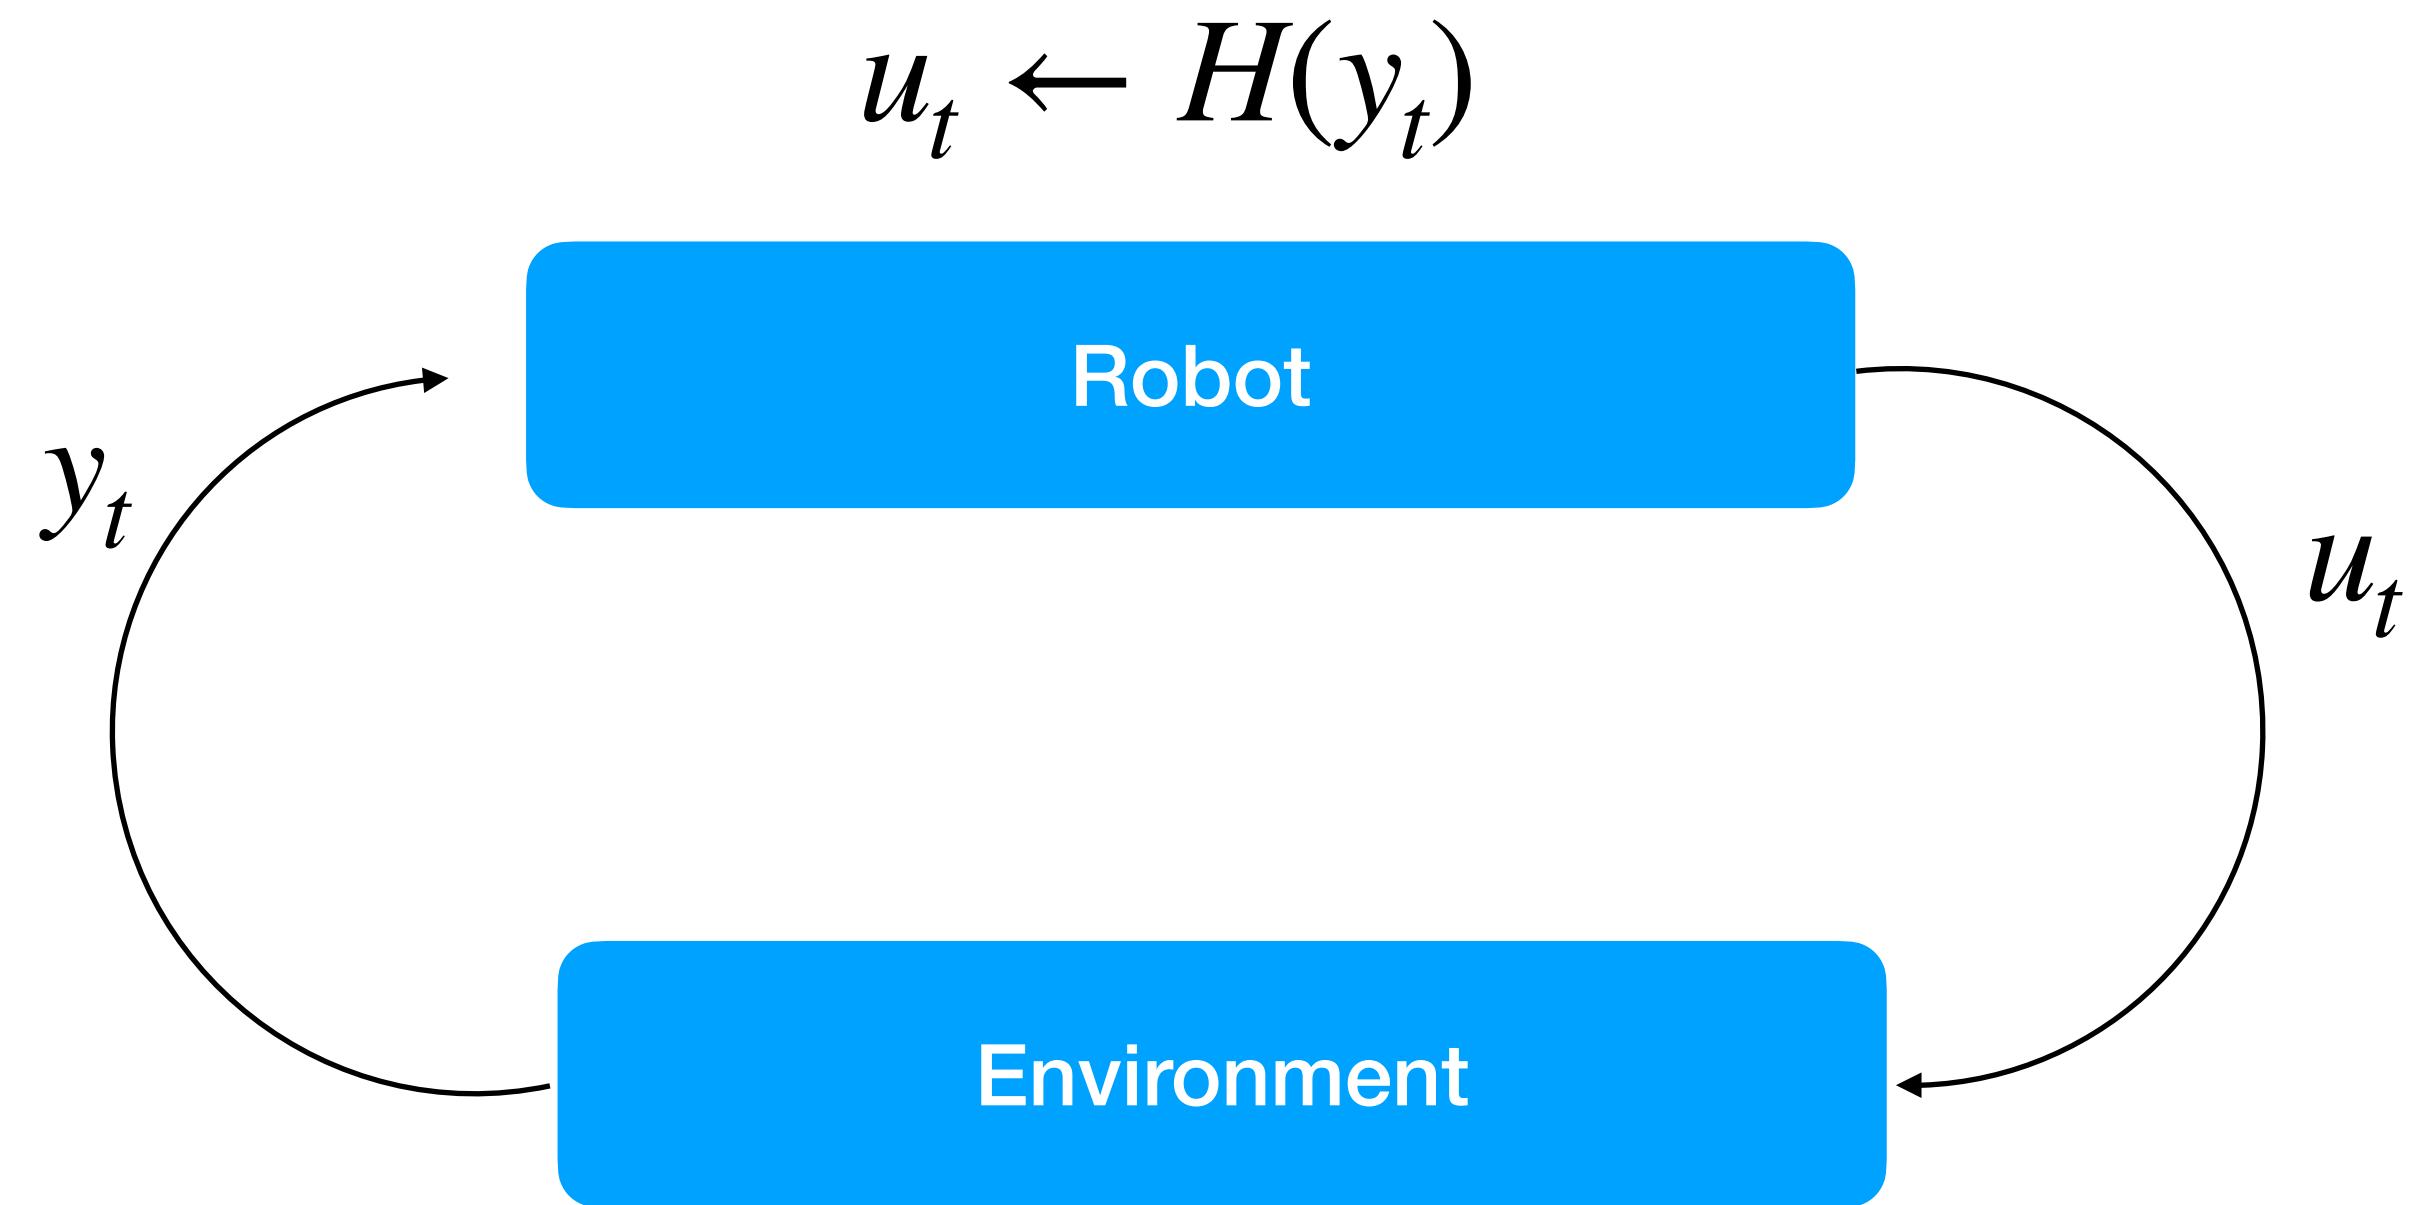 u_t ← H(y_t)
Robot
y_t
u_t
Environment